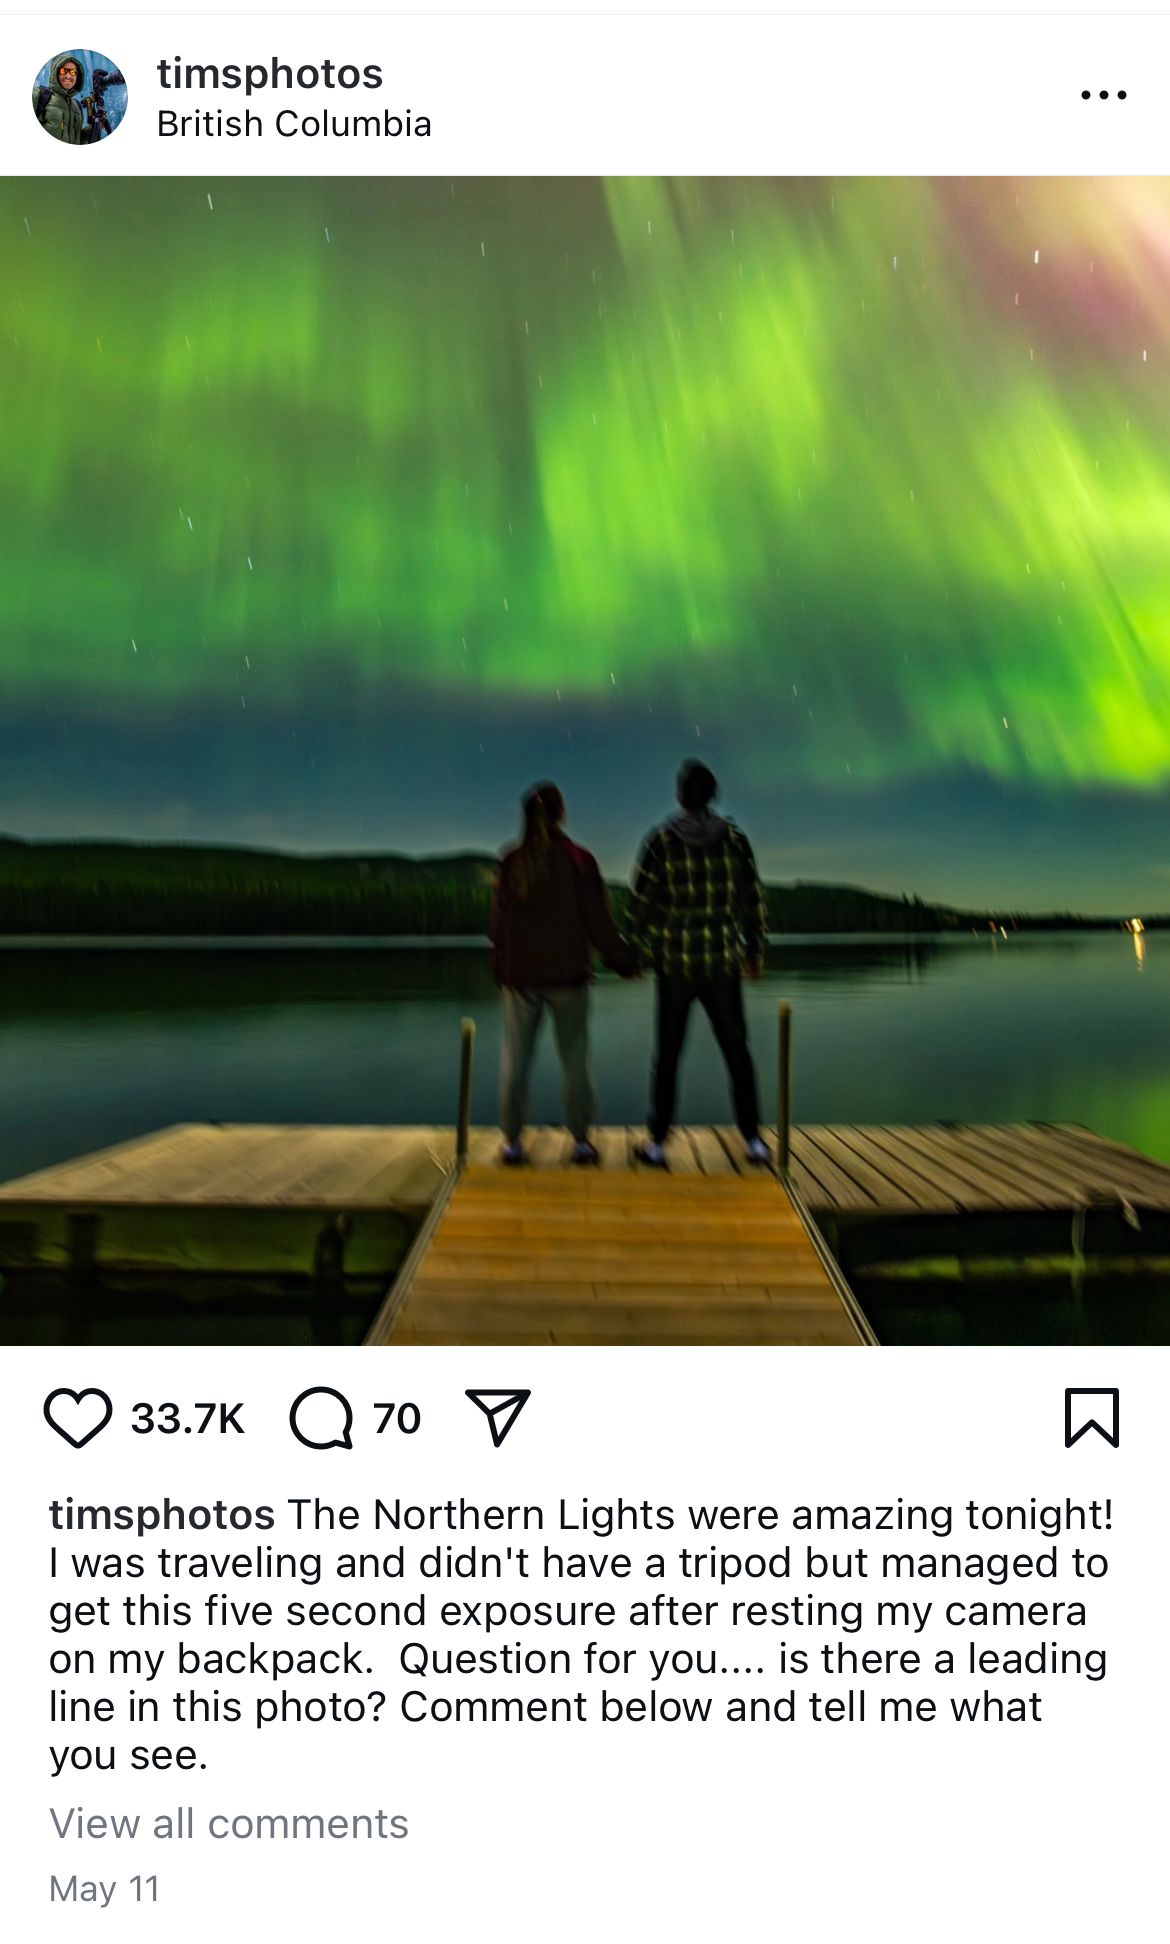 timsphotos
British Columbia
33.7K 70
timsphotos The Northern Lights were amazing tonight!
I was traveling and didn't have a tripod but managed to
get this five second exposure after resting my camera
on my backpack.  Question for you.... is there a leading
line in this photo? Comment below and tell me what
you see.
View all comments
May 11